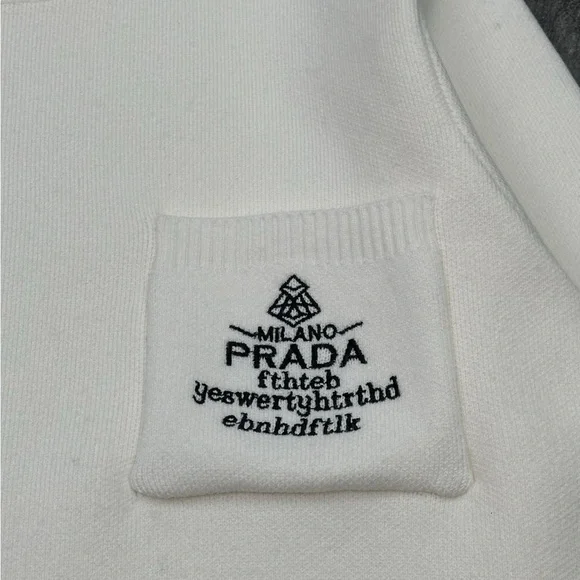 MILANO
PRADA
fthteb
yeswertyhtrthd
ebnhdftlk